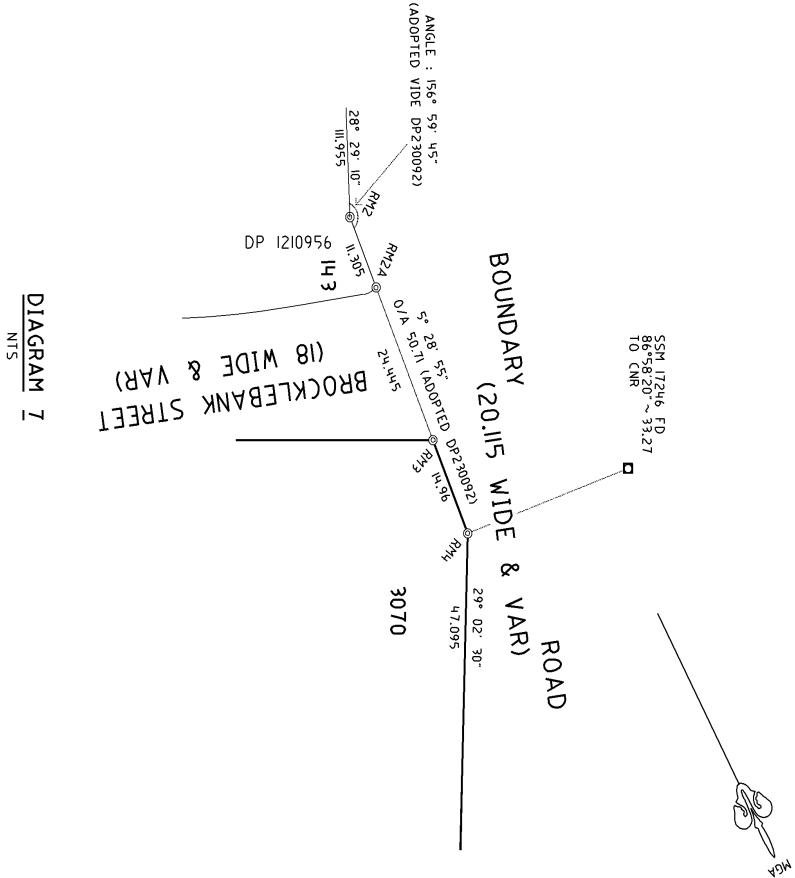 ANGLE : 156° 59' 45"
(ADOPTED VIDE DP230092)
28° 29' 10"
111.955
RM2
DP 1210956
11.305
RM2A
143
5° 28' 55"
O/A 50.71 (ADOPTED DP230092)
24.445
BOUNDARY
(20.115 WIDE & VAR)
ROAD
SSM 17246 FD
86°58'20" ~ 33.27
TO CNR
BROCKLEBANK STREET
(18 WIDE & VAR)
RM3
14.96
RM4
29° 02' 30"
47.095
3070
DIAGRAM 7
NTS
MGA